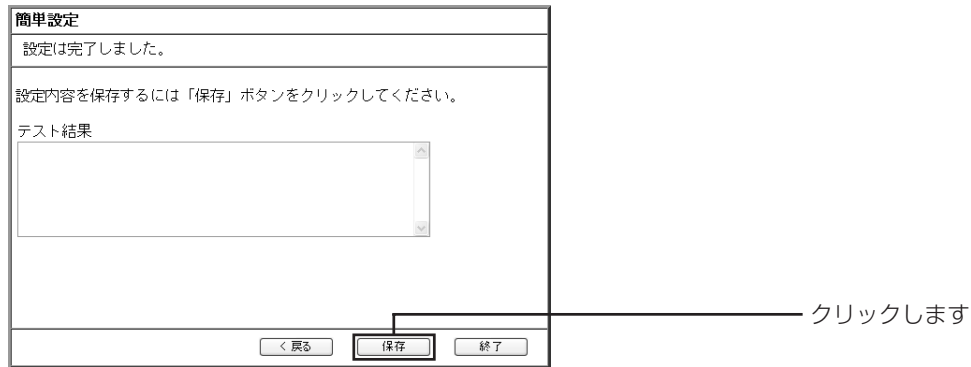 簡単設定
設定は完了しました。
設定内容を保存するには「保存」ボタンをクリックしてください。
テスト結果
クリックします
< 戻る
保存
終了